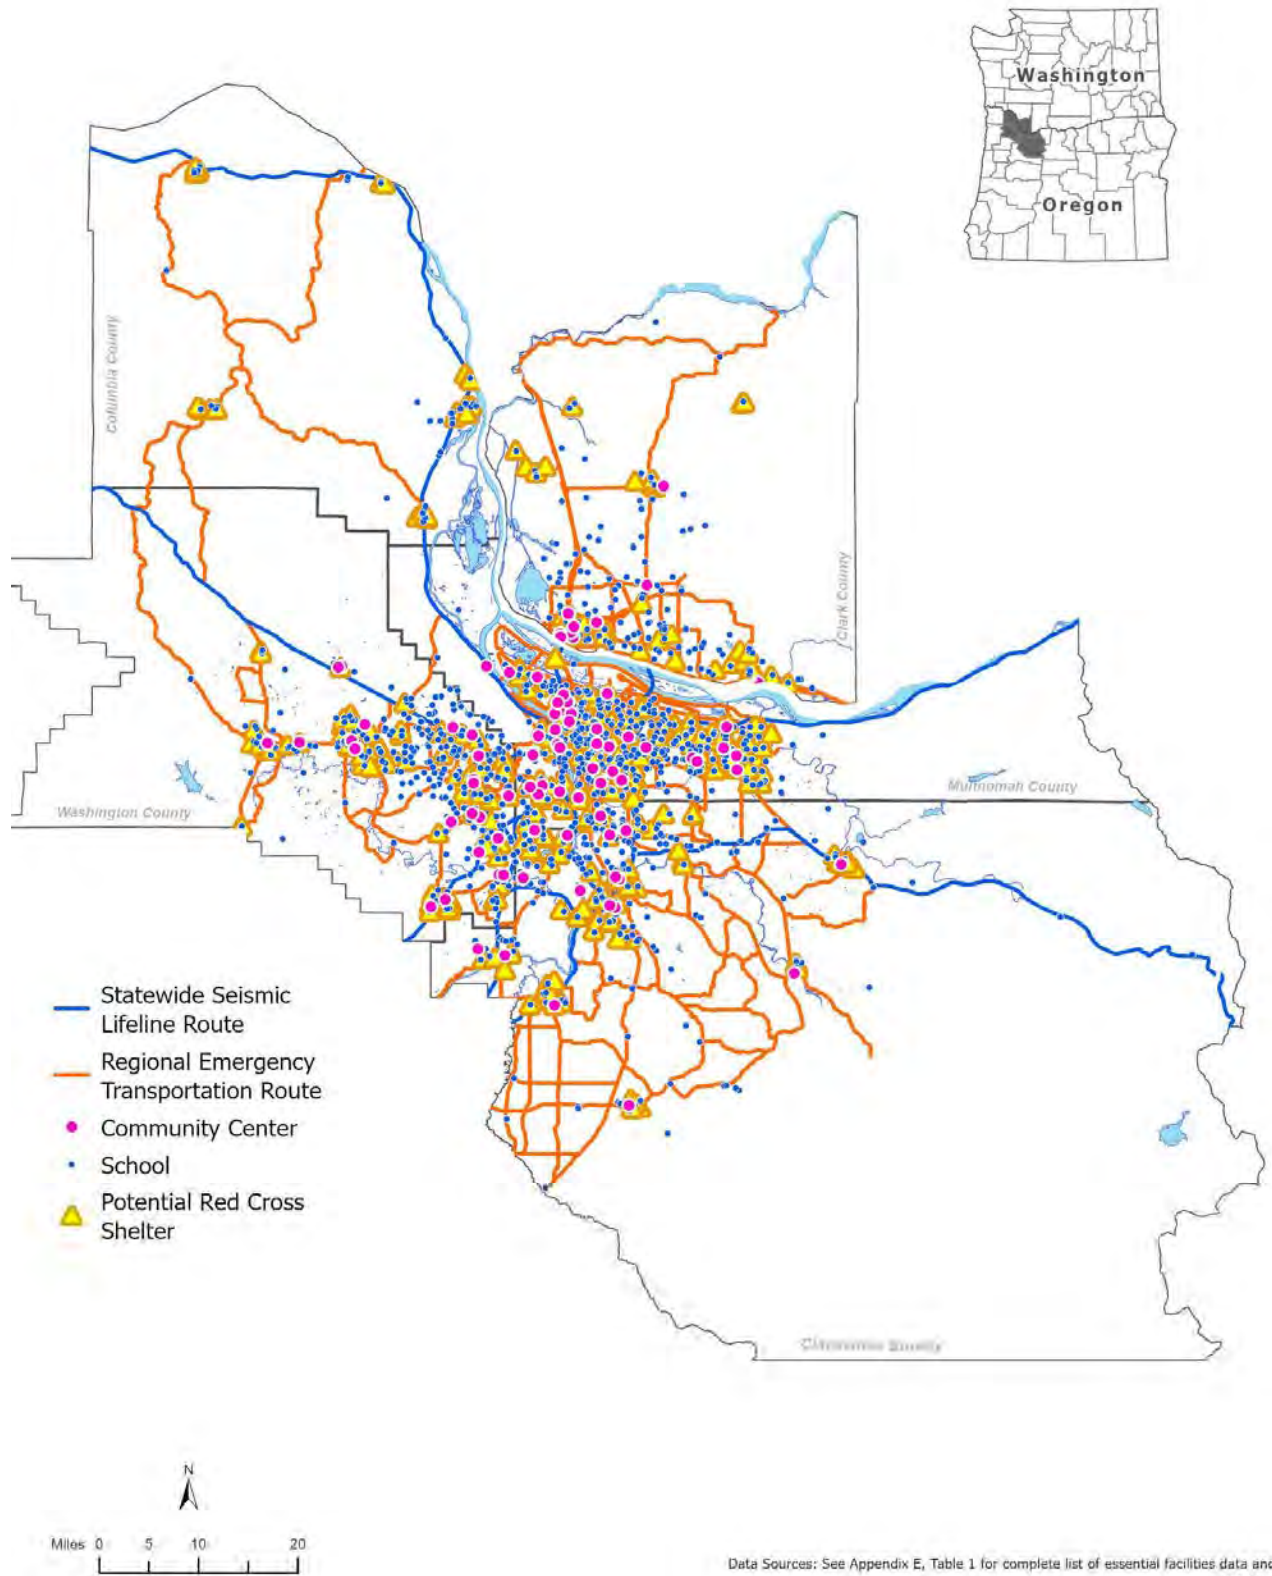 Washington
Oregon
Columbia County
Clark County
Multnomah County
Washington County
Statewide Seismic
Lifeline Route
Regional Emergency
Transportation Route
Community Center
School
Potential Red Cross
Shelter
Clackamas County
N
Miles 0 5 10 20
Data Sources: See Appendix E, Table 1 for complete list of essential facilities data and